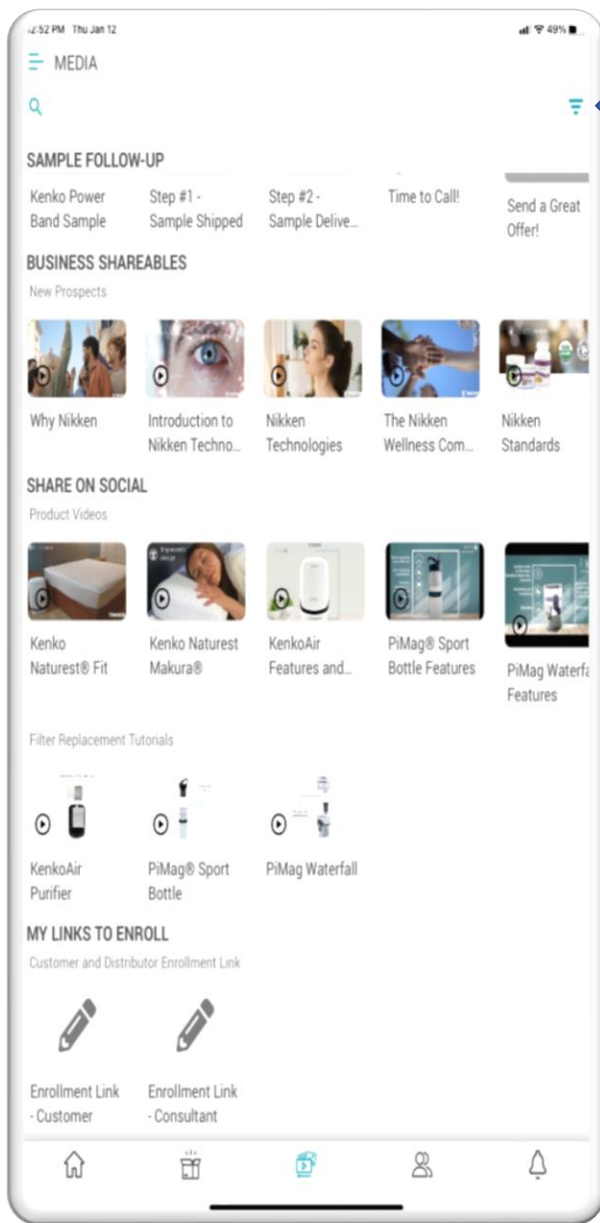 :52 PM Thu Jan 12
49%
MEDIA
SAMPLE FOLLOW-UP
Kenko Power
Band Sample
Step #1 -
Sample Shipped
Step #2 -
Sample Delive...
Time to Call!
Send a Great
Offer!
BUSINESS SHAREABLES
New Prospects
Why Nikken
Introduction to
Nikken Techno...
Nikken
Technologies
The Nikken
Wellness Com...
Nikken
Standards
SHARE ON SOCIAL
Product Videos
Kenko
Naturest® Fit
Kenko Naturest
Makura®
KenkoAir
Features and...
PiMag® Sport
Bottle Features
PiMag Waterfa
Features
Filter Replacement Tutorials
KenkoAir
Purifier
PiMag® Sport
Bottle
PiMag Waterfall
MY LINKS TO ENROLL
Customer and Distributor Enrollment Link
Enrollment Link
- Customer
Enrollment Link
- Consultant